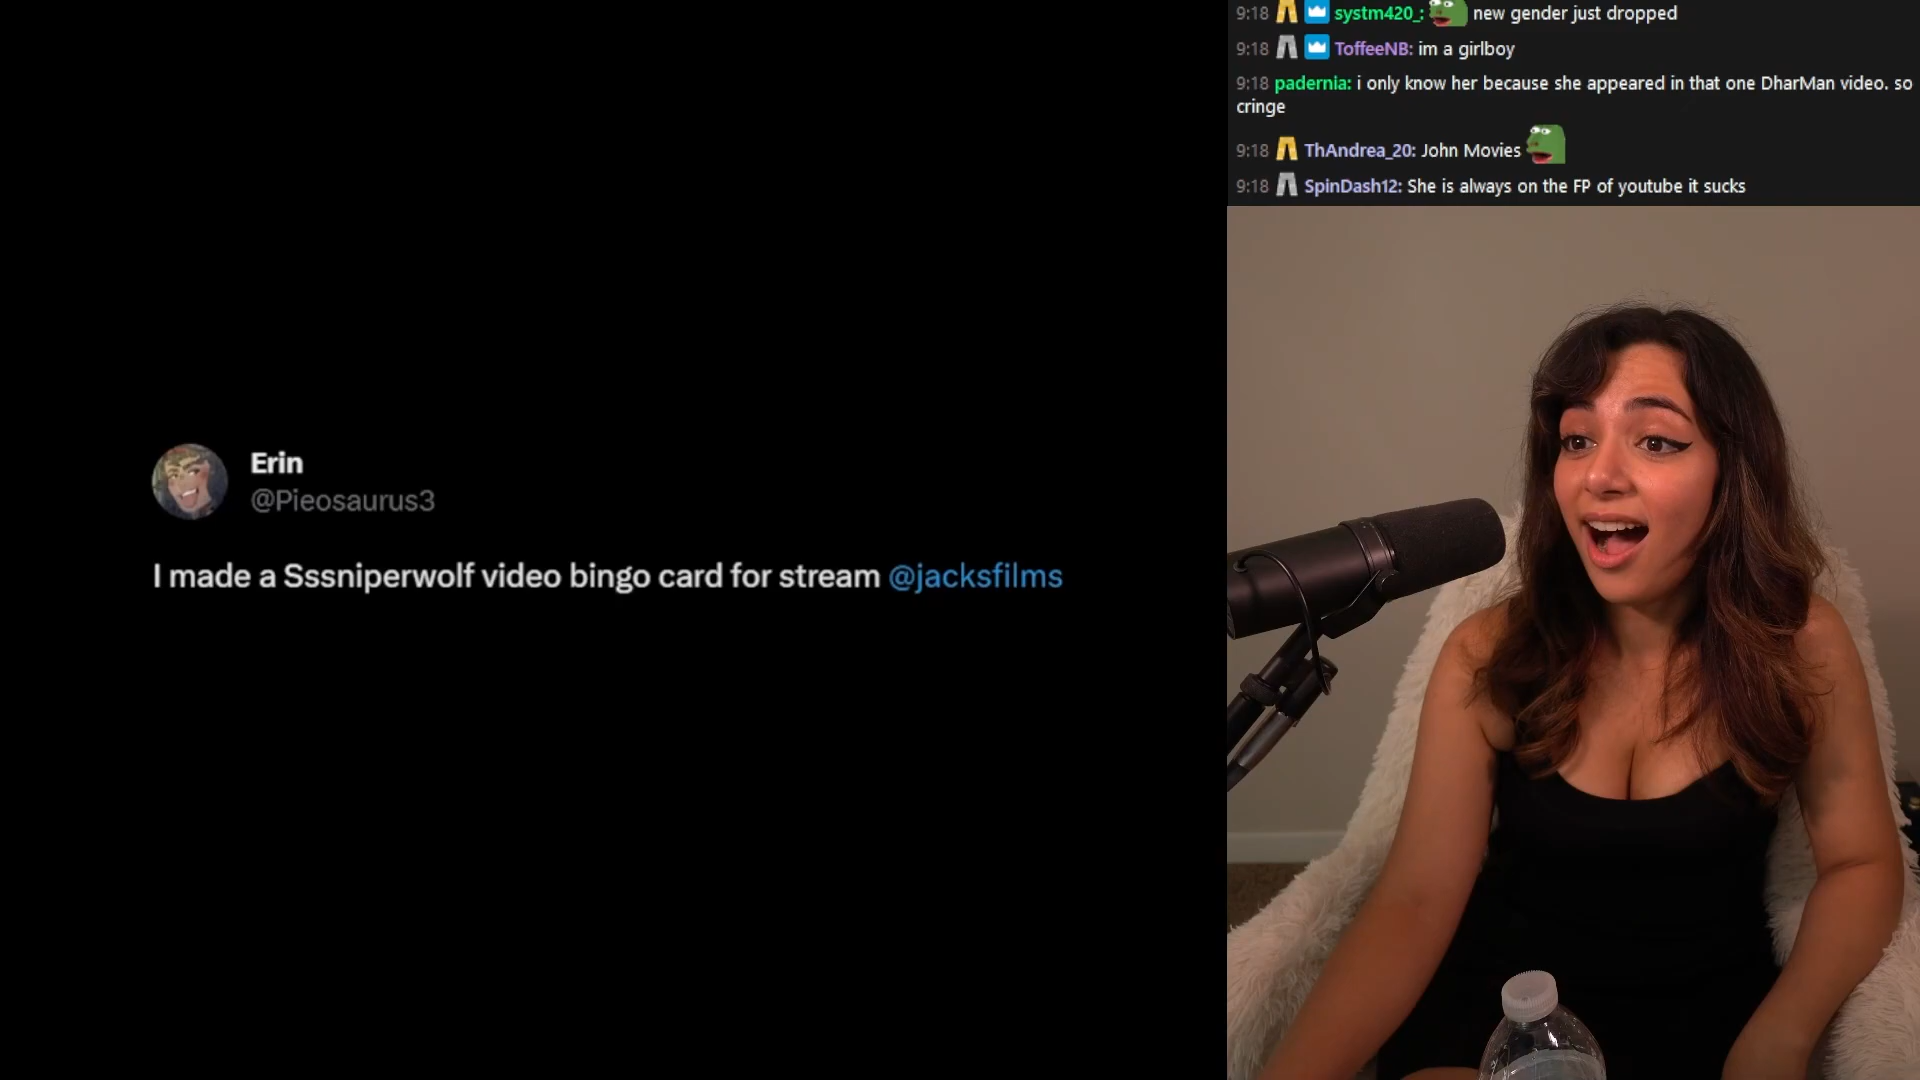 9:18 systm420_: new gender just dropped
9:18 ToffeeNB: im a girlboy
9:18 padernia: i only know her because she appeared in that one DharMan video. so
cringe
9:18 ThAndrea_20: John Movies
9:18 SpinDash12: She is always on the FP of youtube it sucks
Erin
@Pieosaurus3
I made a Sssniperwolf video bingo card for stream @jacksfilms